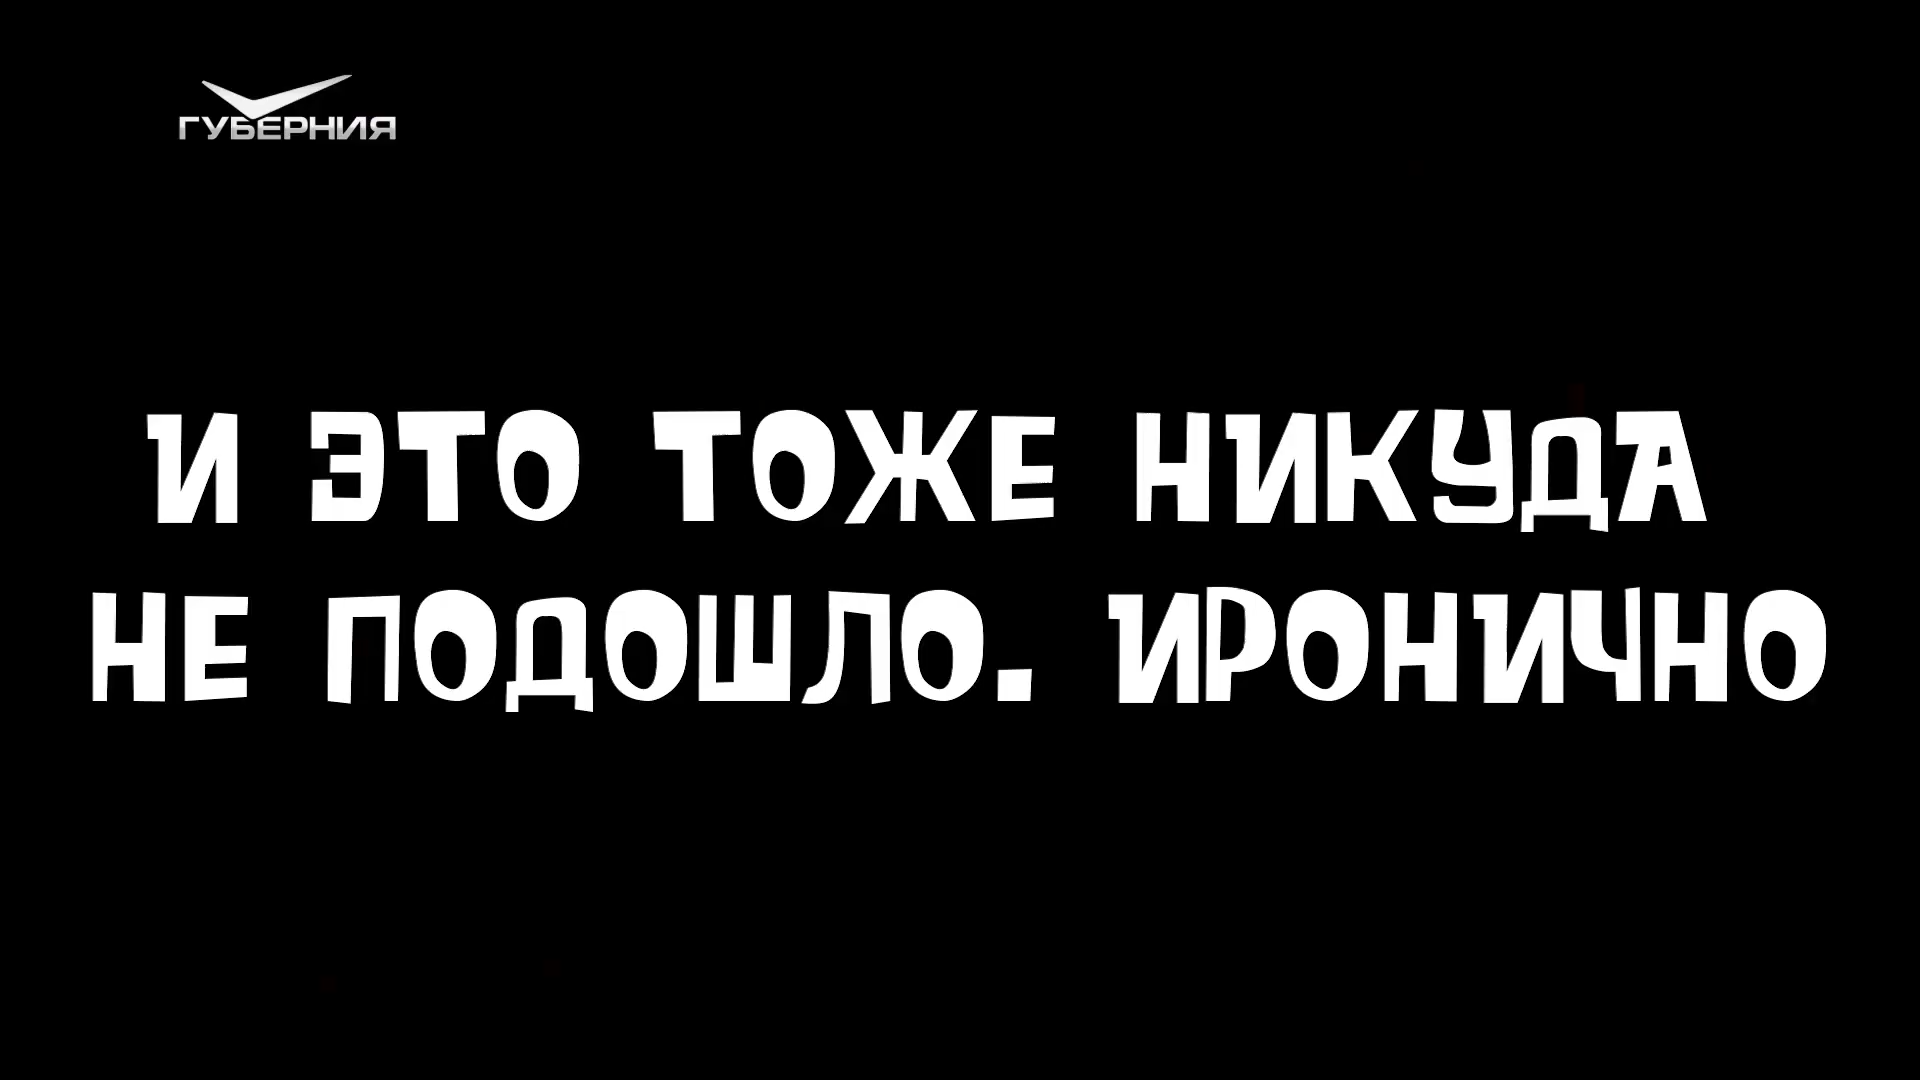 ГУБЕРНИЯ
И ЭТО ТОЖЕ НИКУДА
НЕ ПОДОШЛО. ИРОНИЧНО